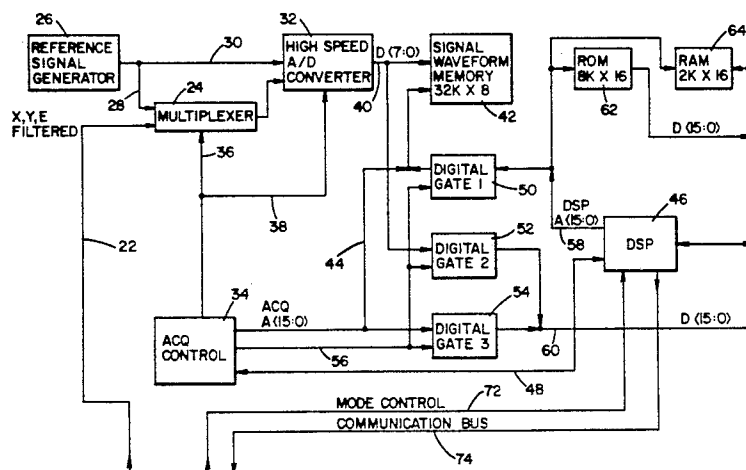 26
REFERENCE
SIGNAL
GENERATOR
30
28
32
HIGH SPEED
A/D
CONVERTER
D (7:0)
40
SIGNAL
WAVEFORM
MEMORY
32K X 8
42
64
ROM
8K X 16
62
RAM
2K X 16
D (15:0)
24
MULTIPLEXER
X,Y,E
FILTERED
36
38
22
44
DIGITAL
GATE 1
50
52
DIGITAL
GATE 2
54
DIGITAL
GATE 3
DSP
A (15:0)
58
46
DSP
34
ACQ
CONTROL
ACQ
A (15:0)
56
60
D (15:0)
48
72
MODE CONTROL
COMMUNICATION BUS
74